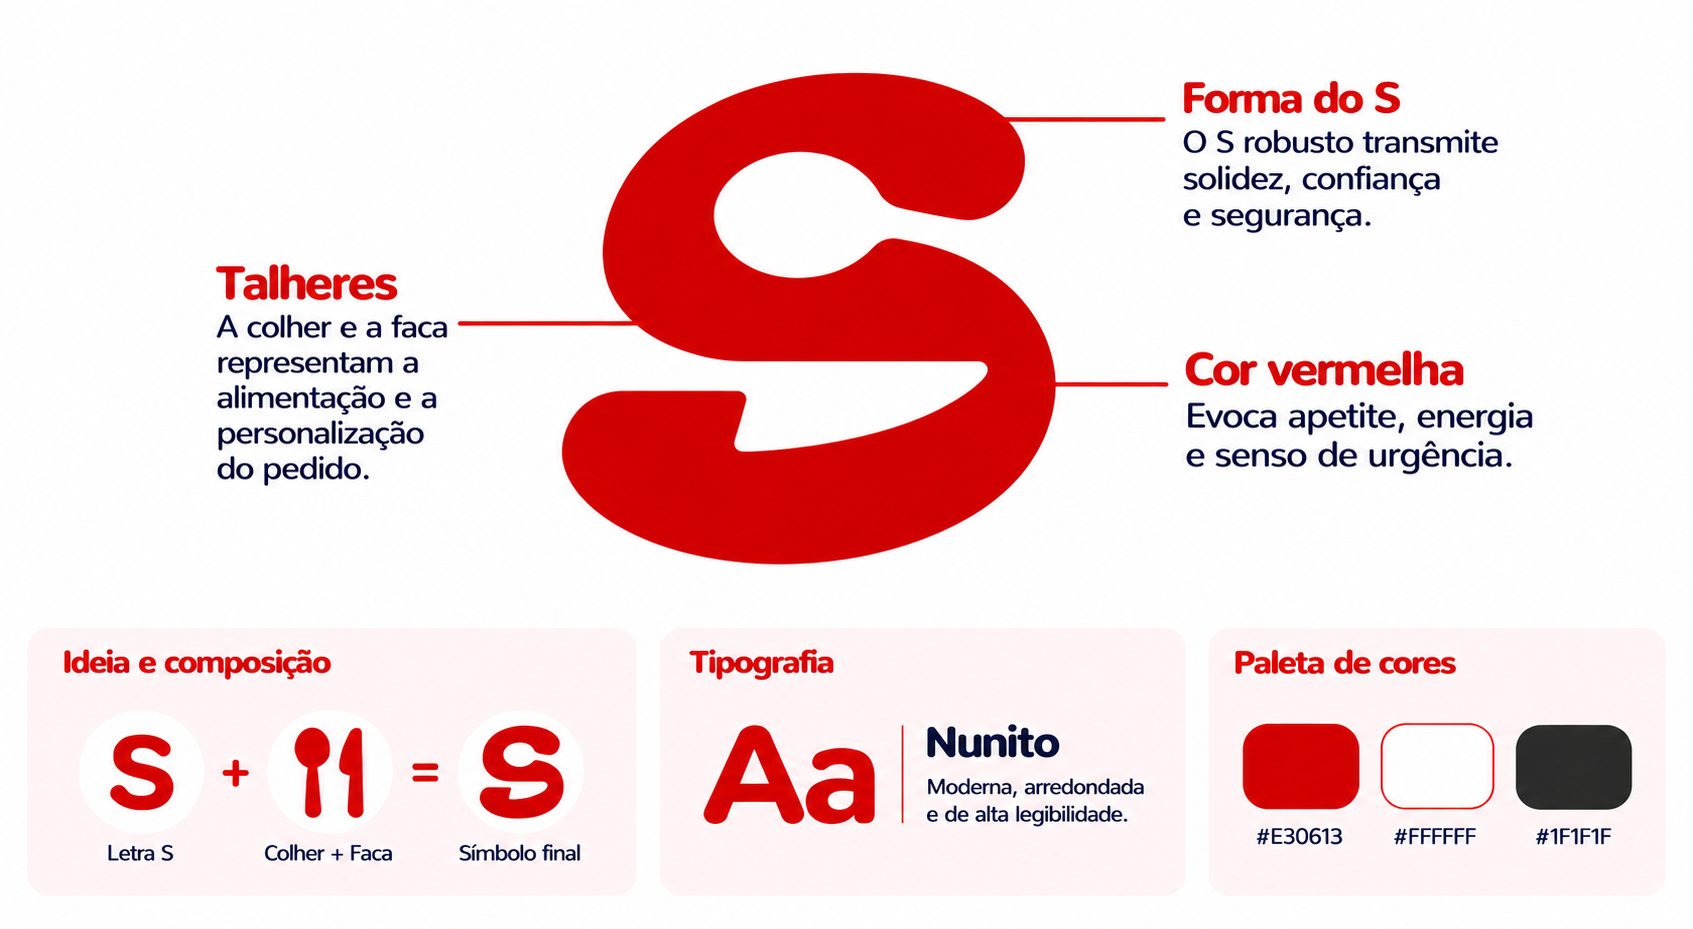 Forma do S
O S robusto transmite
solidez, confiança
e segurança.
Talheres
A colher e a faca
representam a
alimentação e a
personalização
do pedido.
Cor vermelha
Evoca apetite, energia
e senso de urgência.
Ideia e composição
S
+
=
S
Letra S
Colher + Faca
Símbolo final
Tipografia
Aa
Nunito
Moderna, arredondada
e de alta legibilidade.
Paleta de cores
#E30613
#FFFFFF
#1F1F1F